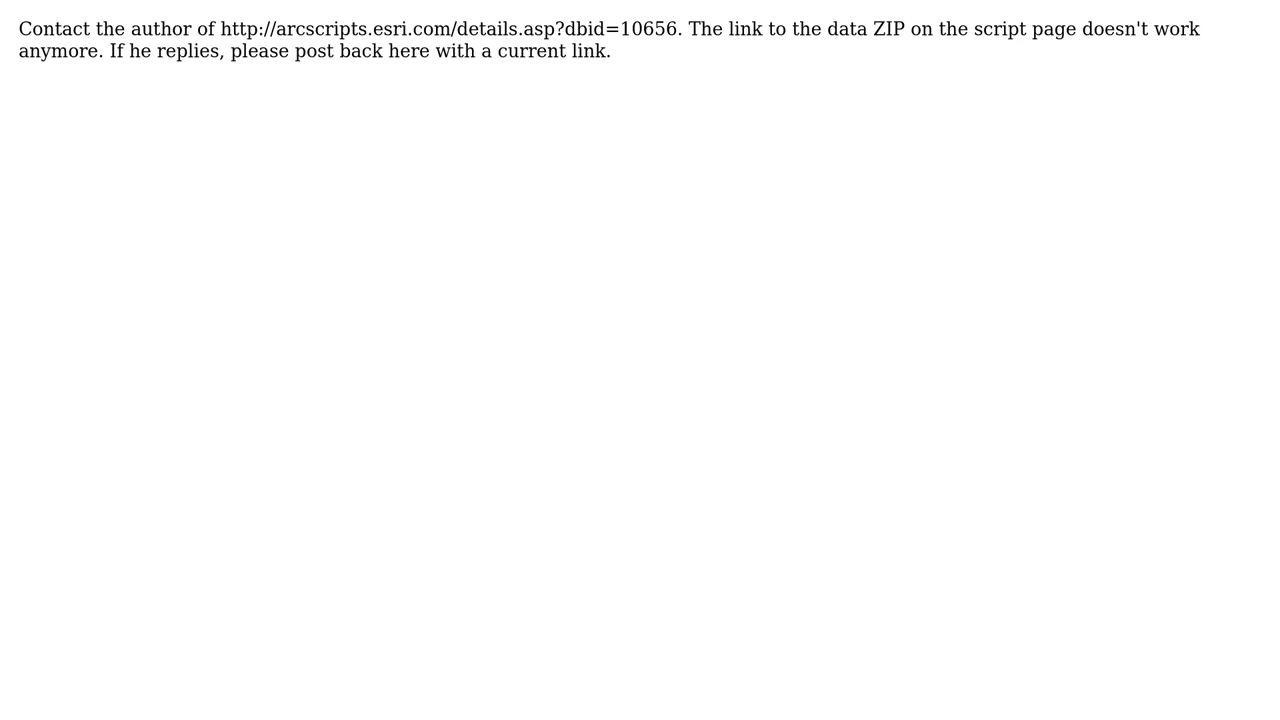 Contact the author of http://arcscripts.esri.com/details.asp?dbid=10656. The link to the data ZIP on the script page doesn't work
anymore. If he replies, please post back here with a current link.